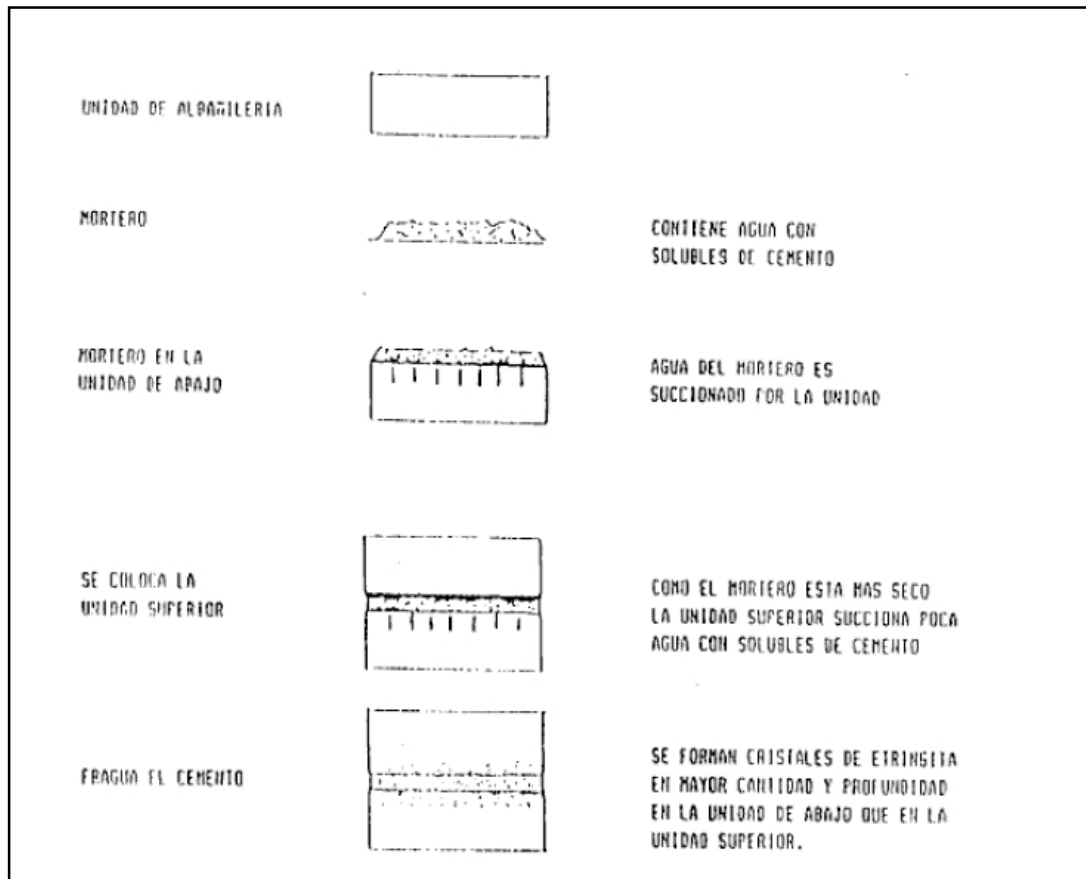 UNIDAD DE ALBAÑILERIA
MORTERO
CONTIENE AGUA CON
SOLUBLES DE CEMENTO
MORTERO EN LA
UNIDAD DE ABAJO
AGUA DEL MORTERO ES
SUCCIONADO POR LA UNIDAD
SE COLOCA LA
UNIDAD SUPERIOR
COMO EL MORTERO ESTA MAS SECO
LA UNIDAD SUPERIOR SUCCIONA POCA
AGUA CON SOLUBLES DE CEMENTO
FRAGUA EL CEMENTO
SE FORMAN CRISTALES DE ETRINGITA
EN MAYOR CANTIDAD Y PROFUNDIDAD
EN LA UNIDAD DE ABAJO QUE EN LA
UNIDAD SUPERIOR.